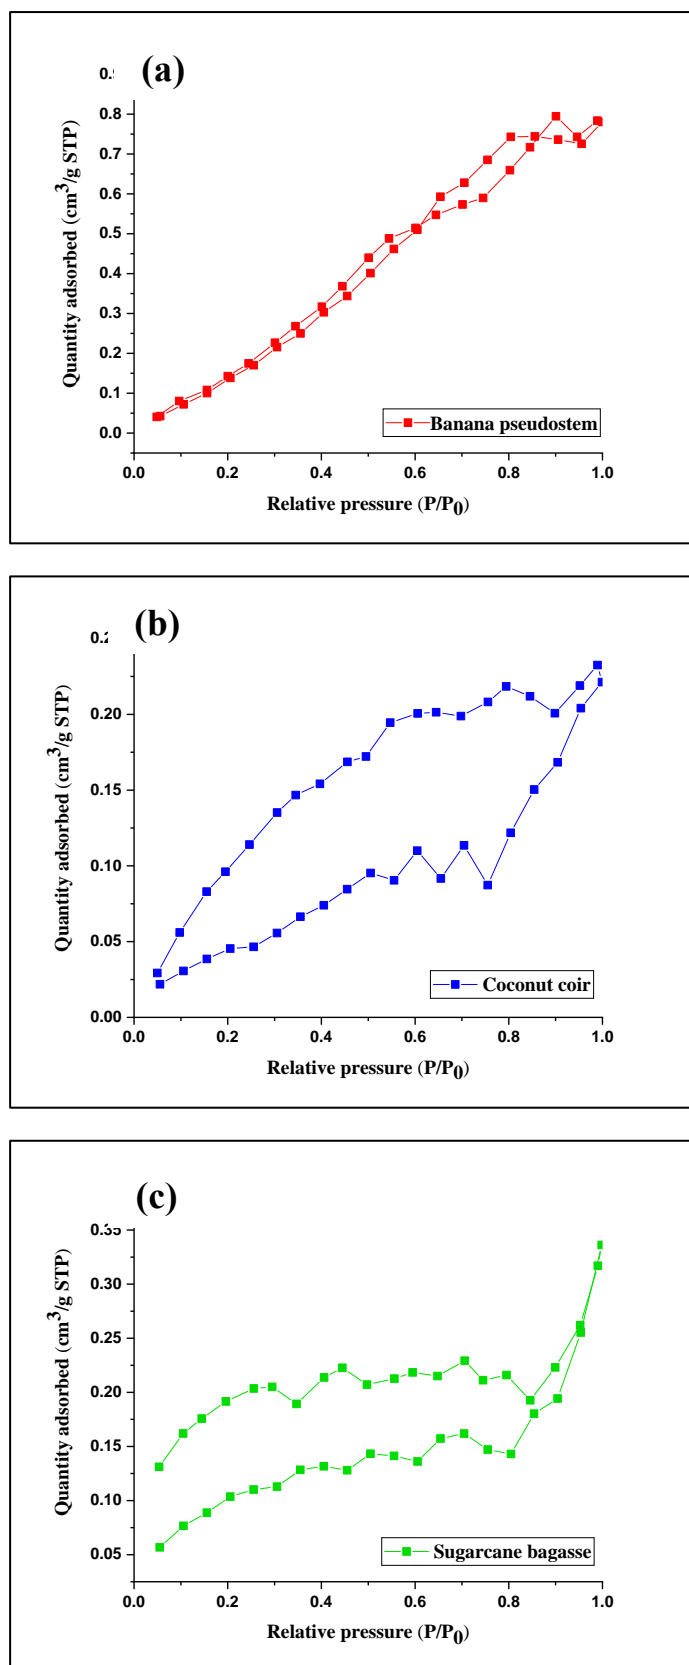 (a)
0.8
0.7
0.6
0.5
0.4
0.3
0.2
0.1
0.0
Quantity adsorbed (cm³/g STP)
Banana pseudostem
0.0 0.2 0.4 0.6 0.8 1.0
Relative pressure (P/P₀)
(b)
0.20
0.15
0.10
0.05
0.00
Quantity adsorbed (cm³/g STP)
Coconut coir
0.0 0.2 0.4 0.6 0.8 1.0
Relative pressure (P/P₀)
(c)
0.35
0.30
0.25
0.20
0.15
0.10
0.05
Quantity adsorbed (cm³/g STP)
Sugarcane bagasse
0.0 0.2 0.4 0.6 0.8 1.0
Relative pressure (P/P₀)